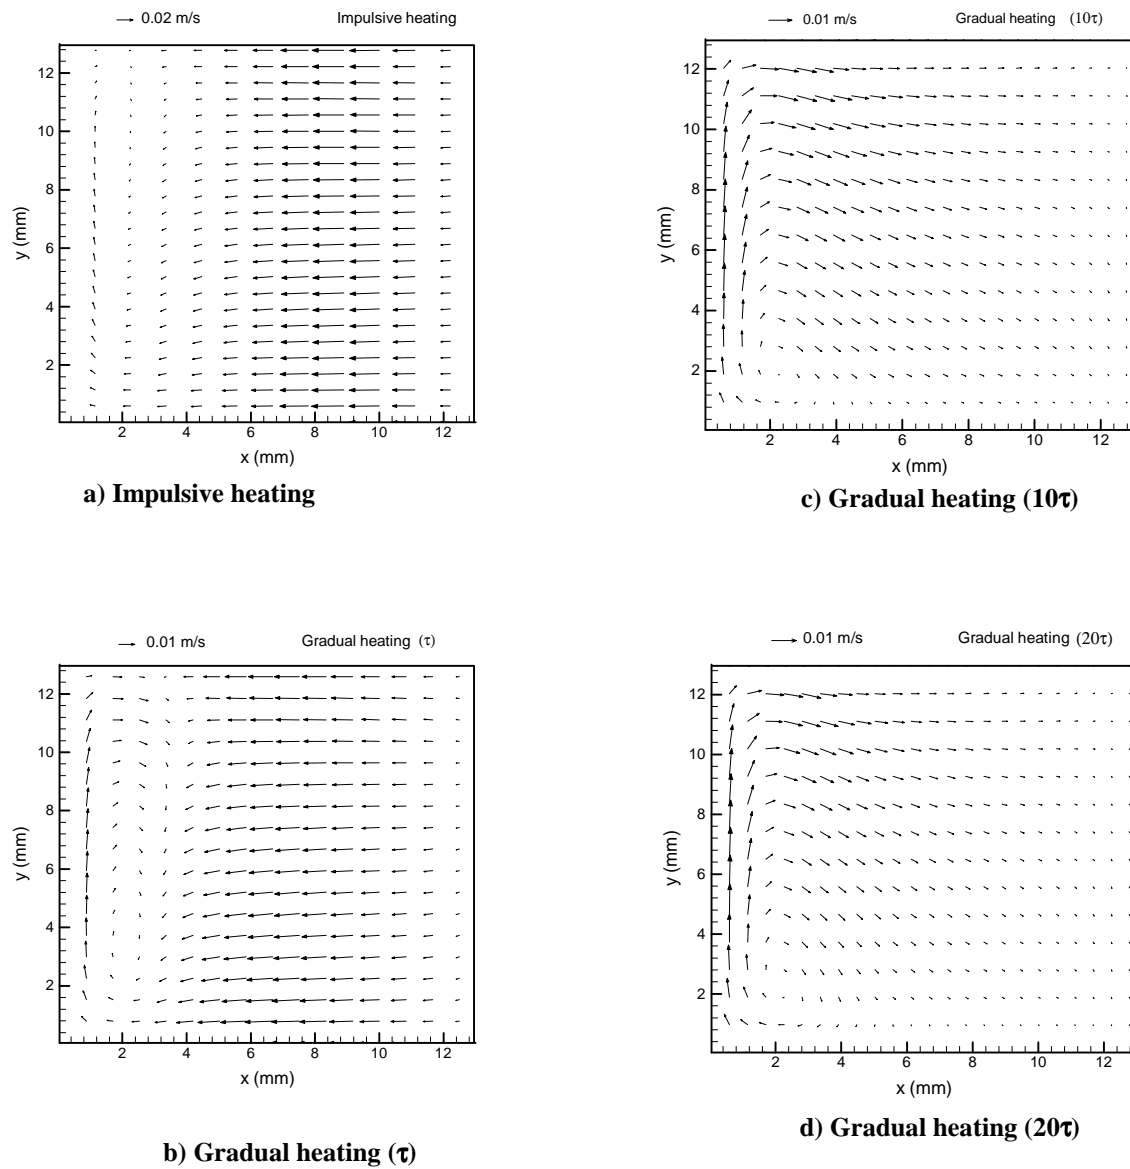 0.02 m/s Impulsive heating
12
10
8
6
4
2
y (mm)
2 4 6 8 10 12
x (mm)
a) Impulsive heating
0.01 m/s Gradual heating (10τ)
12
10
8
6
4
2
y (mm)
2 4 6 8 10 12
x (mm)
c) Gradual heating (10τ)
0.01 m/s Gradual heating (τ)
12
10
8
6
4
2
y (mm)
2 4 6 8 10 12
x (mm)
b) Gradual heating (τ)
0.01 m/s Gradual heating (20τ)
12
10
8
6
4
2
y (mm)
2 4 6 8 10 12
x (mm)
d) Gradual heating (20τ)